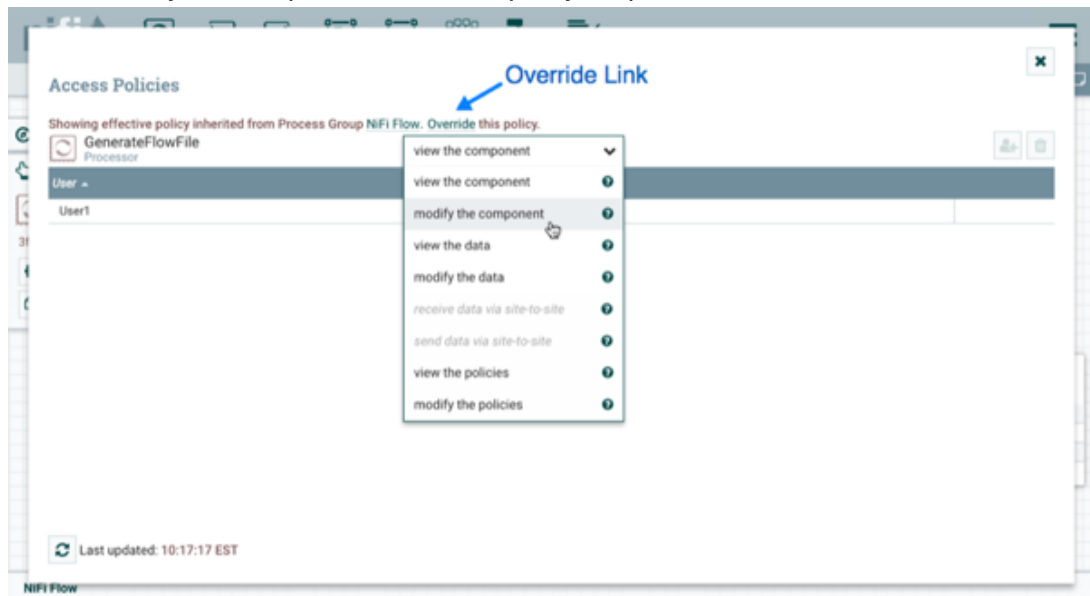 Override Link
Access Policies
Showing effective policy inherited from Process Group NiFi Flow. Override this policy.
GenerateFlowFile
Processor
view the component
User
view the component
User1
modify the component
view the data
modify the data
receive data via site-to-site
send data via site-to-site
view the policies
modify the policies
Last updated: 10:17:17 EST
NiFi Flow